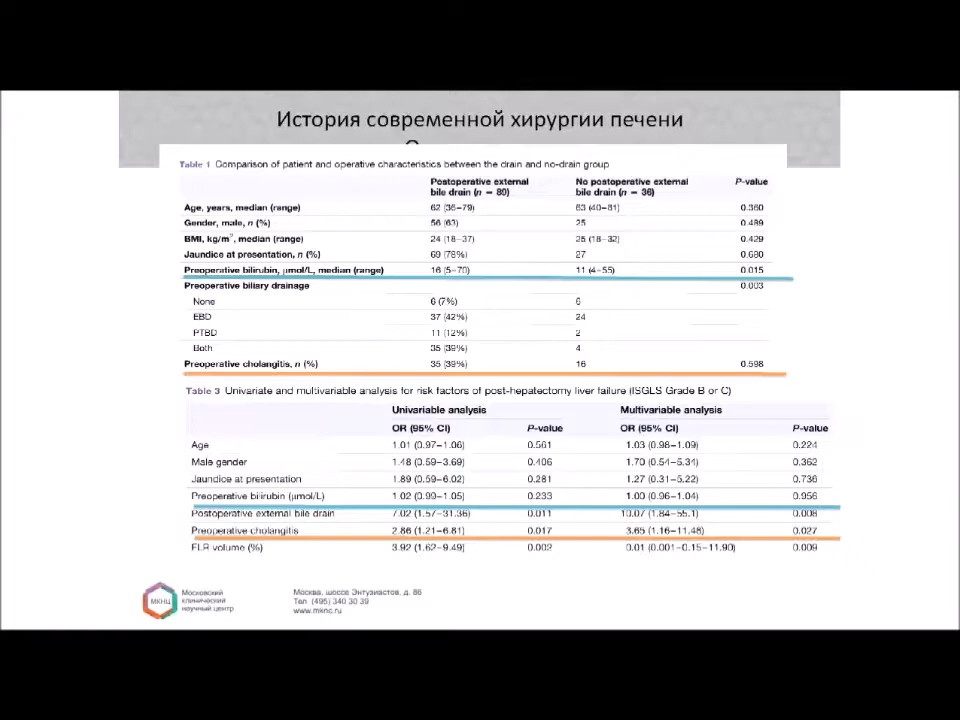 История современной хирургии печени
Table 1 Comparison of patient and operative characteristics between the drain and no-drain group
Postoperative external bile drain (n = 89) No postoperative external bile drain (n = 36) P-value
Age, years, median (range) 62 (36–79) 63 (40–81) 0.360
Gender, male, n (%) 56 (63) 25 0.489
BMI, kg/m², median (range) 24 (18–37) 25 (18–32) 0.429
Jaundice at presentation, n (%) 69 (78%) 27 0.680
Preoperative bilirubin, μmol/L, median (range) 16 (5–70) 11 (4–55) 0.015
Preoperative biliary drainage 0.003
None 6 (7%) 6
EBD 37 (42%) 24
PTBD 11 (12%) 2
Both 35 (39%) 4
Preoperative cholangitis, n (%) 35 (39%) 16 0.598
Table 3 Univariate and multivariable analysis for risk factors of post-hepatectomy liver failure (ISGLS Grade B or C)
Univariable analysis Multivariable analysis
OR (95% CI) P-value OR (95% CI) P-value
Age 1.01 (0.97–1.06) 0.561 1.03 (0.98–1.09) 0.224
Male gender 1.48 (0.59–3.69) 0.406 1.70 (0.54–5.34) 0.362
Jaundice at presentation 1.89 (0.59–6.02) 0.281 1.27 (0.31–5.22) 0.736
Preoperative bilirubin (μmol/L) 1.02 (0.99–1.05) 0.233 1.00 (0.96–1.04) 0.956
Postoperative external bile drain 7.02 (1.57–31.36) 0.011 10.07 (1.84–55.1) 0.008
Preoperative cholangitis 2.86 (1.21–6.81) 0.017 3.65 (1.16–11.48) 0.027
FLR volume (%) 3.92 (1.62–9.49) 0.002 0.01 (0.001–0.15–11.90) 0.009
МКНЦ
Московский
клинический
научный центр
Москва, шоссе Энтузиастов, д. 86
Тел (495) 340 30 39
www.mknc.ru